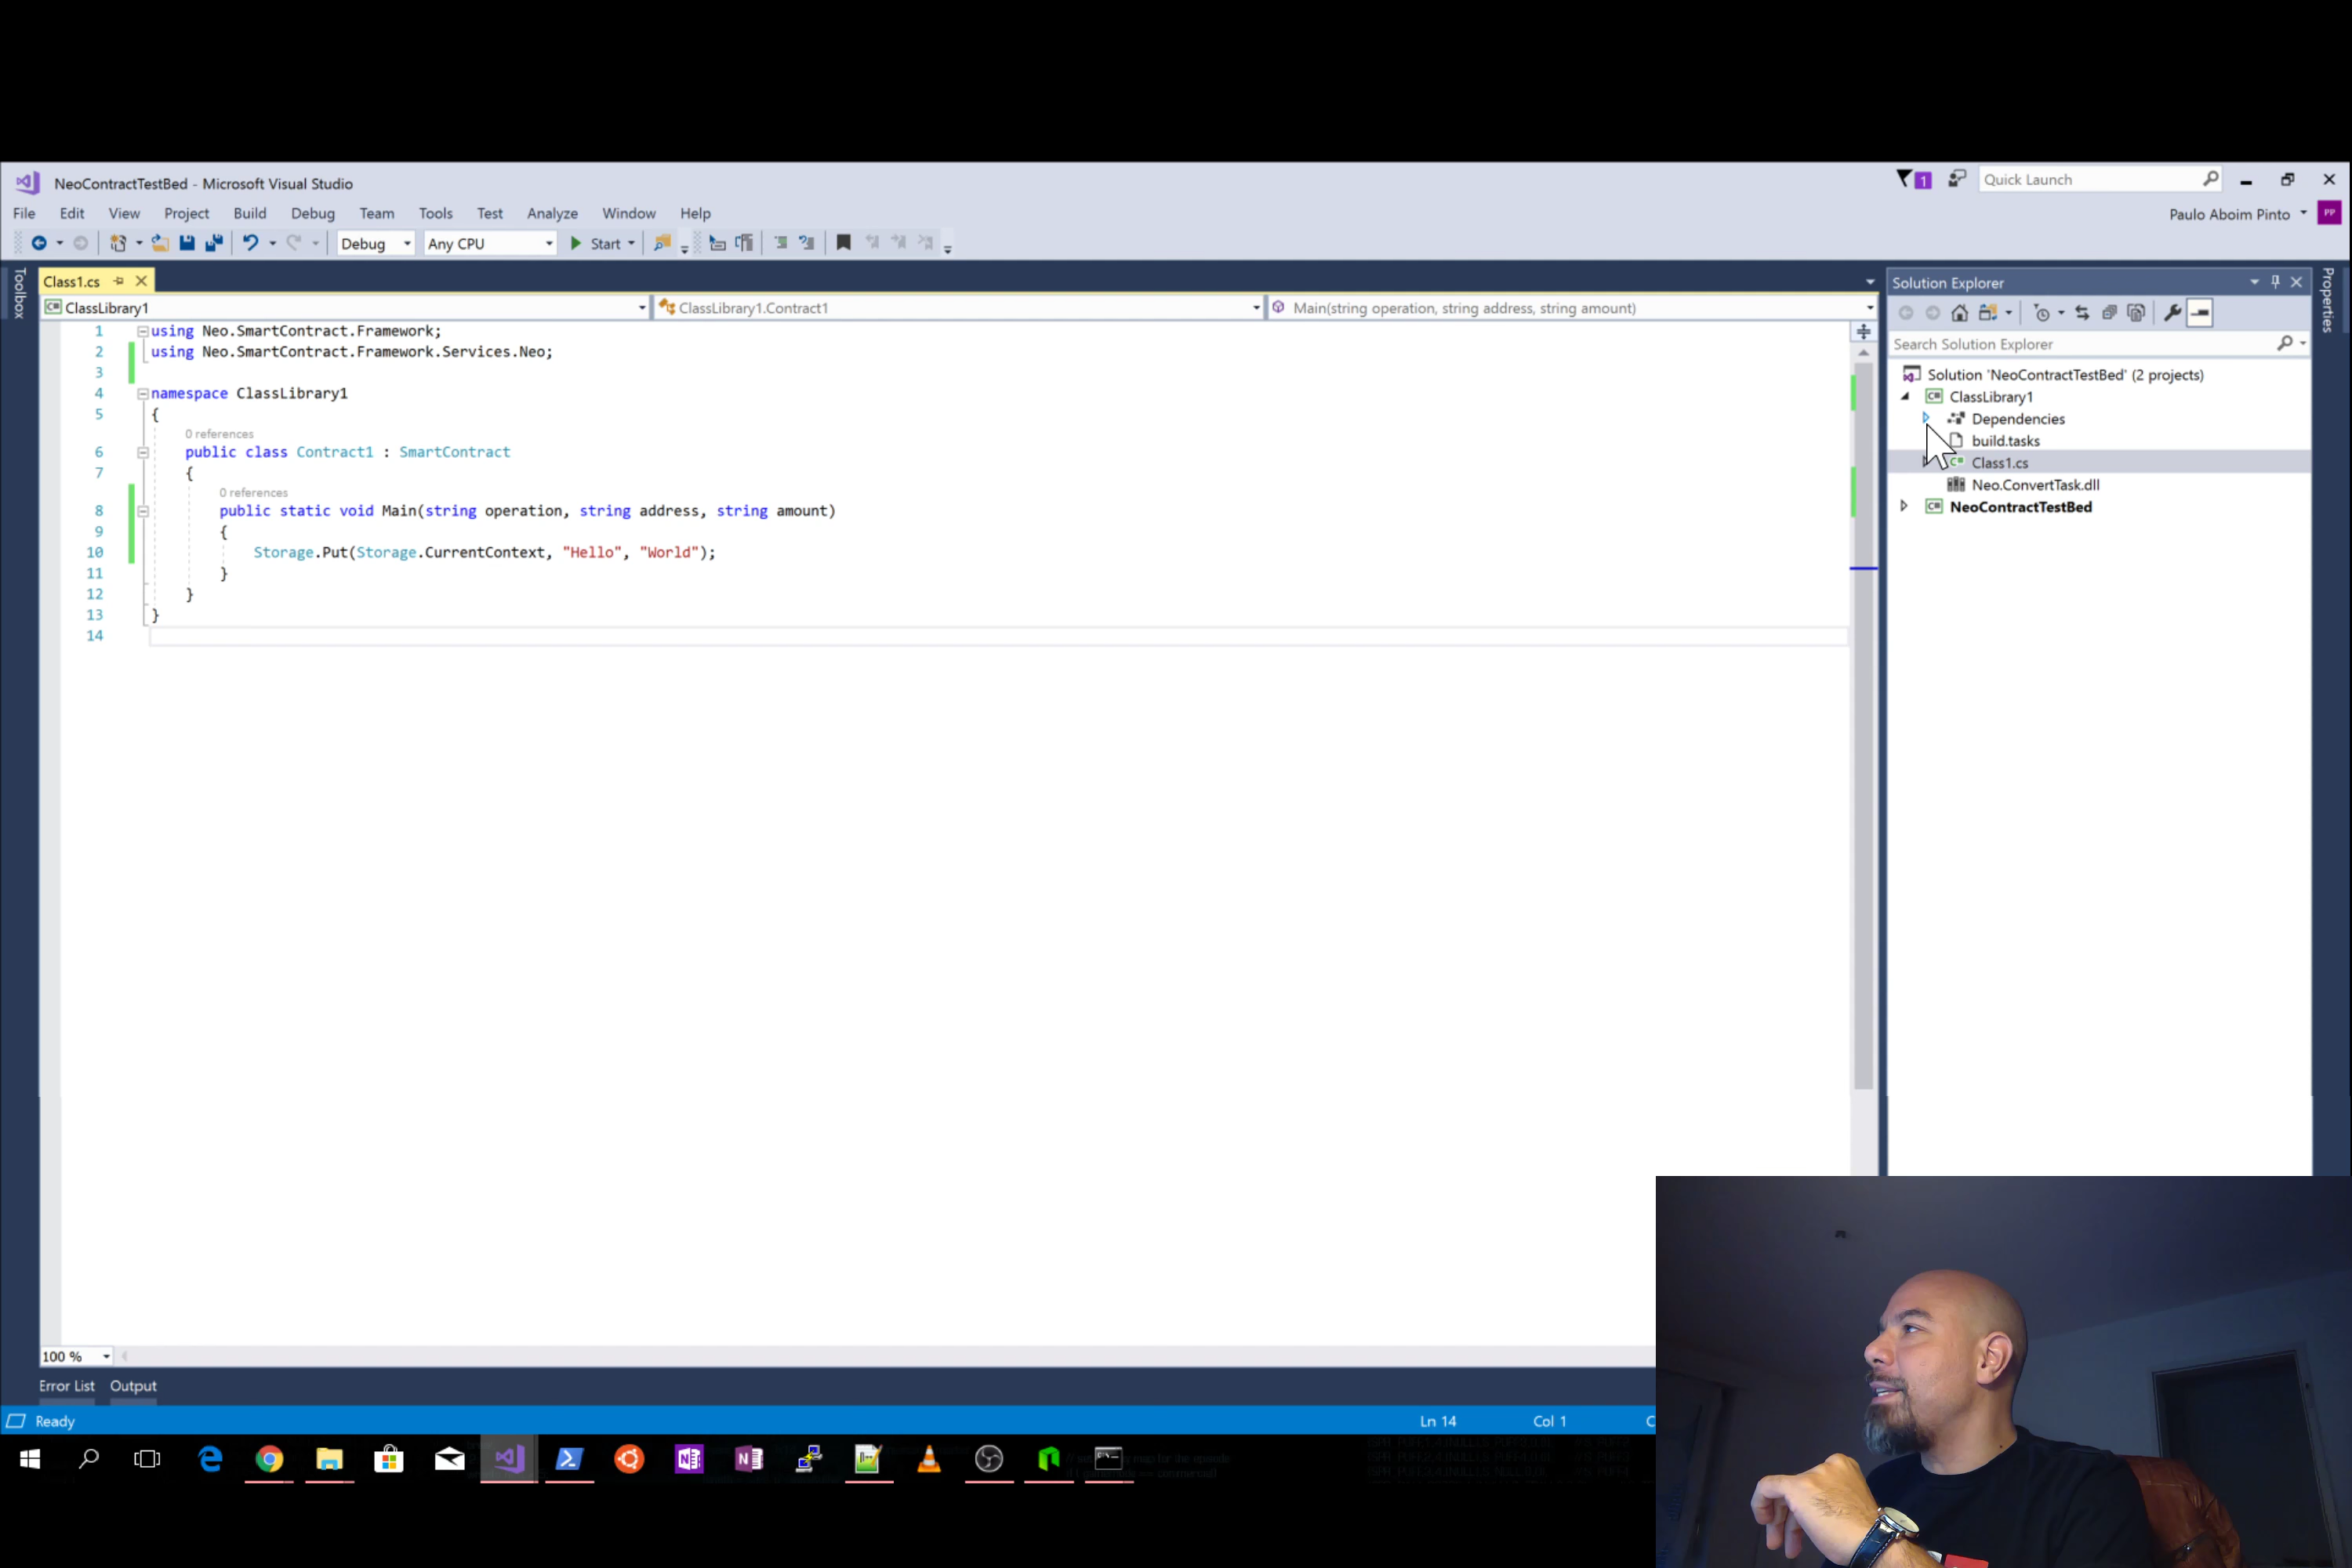 NeoContractTestBed - Microsoft Visual Studio
1
Quick Launch
File Edit View Project Build Debug Team Tools Test Analyze Window Help
Paulo Aboim Pinto
PP
Debug Any CPU Start
Toolbox
Class1.cs
ClassLibrary1 ClassLibrary1.Contract1 Main(string operation, string address, string amount)
1 using Neo.SmartContract.Framework;
2 using Neo.SmartContract.Framework.Services.Neo;
3
4 namespace ClassLibrary1
5 {
0 references
6 public class Contract1 : SmartContract
7 {
0 references
8 public static void Main(string operation, string address, string amount)
9 {
10 Storage.Put(Storage.CurrentContext, "Hello", "World");
11 }
12 }
13 }
14
Solution Explorer
Search Solution Explorer
Solution 'NeoContractTestBed' (2 projects)
ClassLibrary1
Dependencies
build.tasks
Class1.cs
Neo.ConvertTask.dll
NeoContractTestBed
Properties
100 %
Error List Output
Ready
Ln 14 Col 1 C